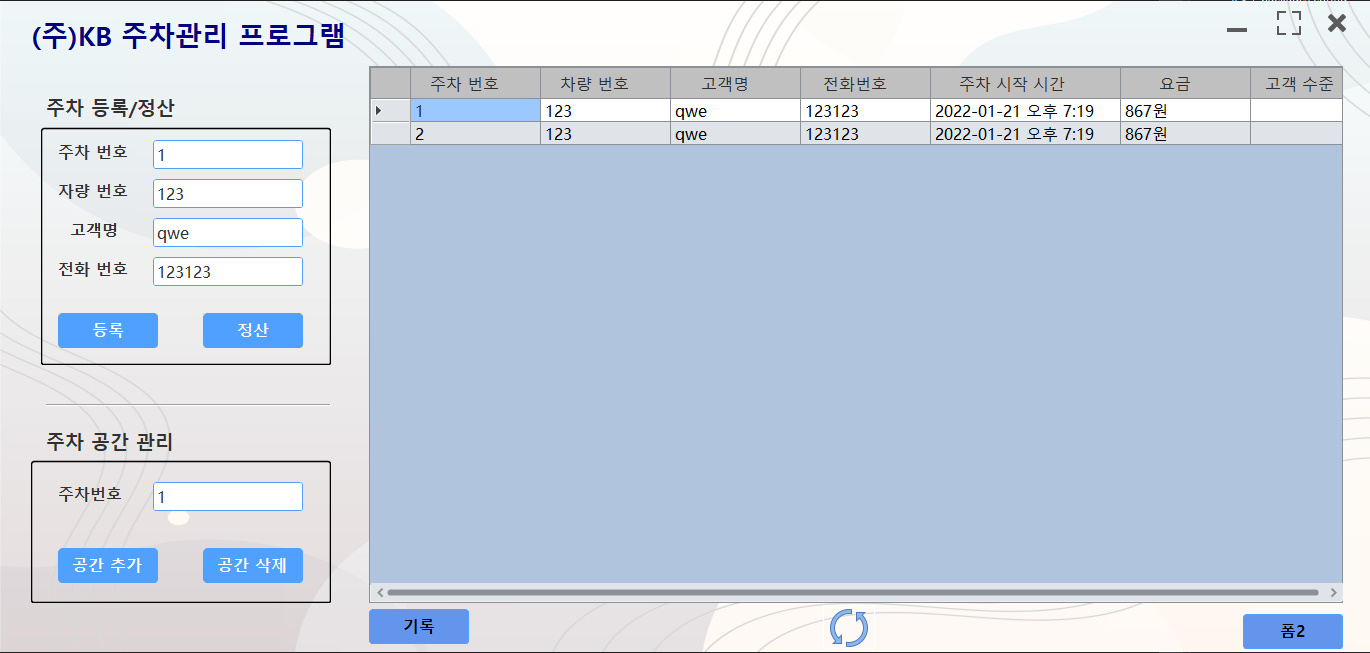 (주)KB 주차관리 프로그램
주차 등록/정산
주차 번호 1
자량 번호 123
고객명 qwe
전화 번호 123123
등록 정산
주차 공간 관리
주차번호 1
공간 추가 공간 삭제
주차 번호 차량 번호 고객명 전화번호 주차 시작 시간 요금 고객 수준
1 123 qwe 123123 2022-01-21 오후 7:19 867원
2 123 qwe 123123 2022-01-21 오후 7:19 867원
기록 폼2